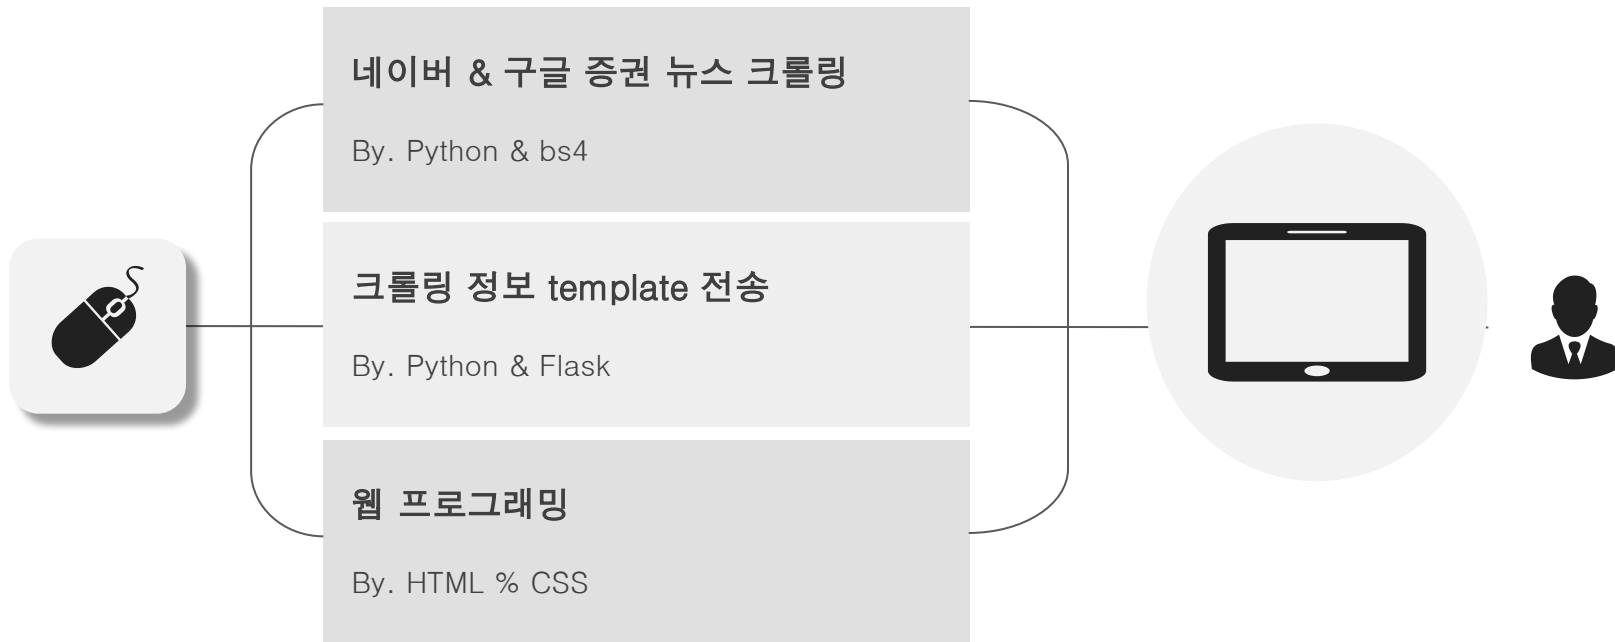 네이버 & 구글 증권 뉴스 크롤링
By. Python & bs4
크롤링 정보 template 전송
By. Python & Flask
웹 프로그래밍
By. HTML % CSS